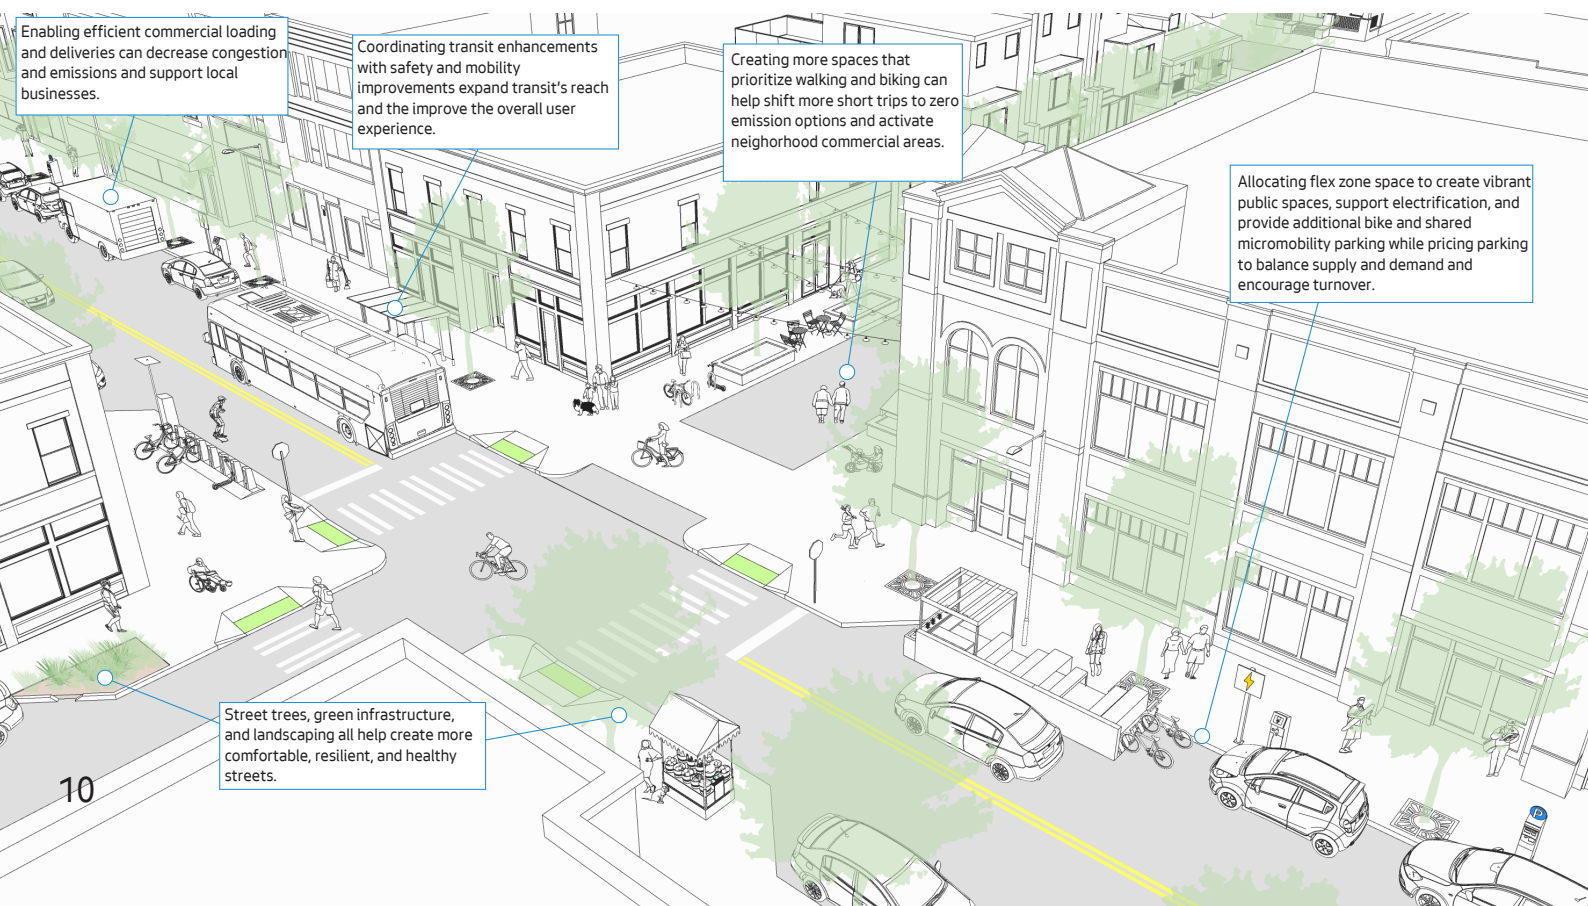 Enabling efficient commercial loading
and deliveries can decrease congestion
and emissions and support local
businesses.
Coordinating transit enhancements
with safety and mobility
improvements expand transit's reach
and the improve the overall user
experience.
Creating more spaces that
prioritize walking and biking can
help shift more short trips to zero
emission options and activate
neighorhood commercial areas.
Allocating flex zone space to create vibrant
public spaces, support electrification, and
provide additional bike and shared
micromobility parking while pricing parking
to balance supply and demand and
encourage turnover.
Street trees, green infrastructure,
and landscaping all help create more
comfortable, resilient, and healthy
streets.
10
P